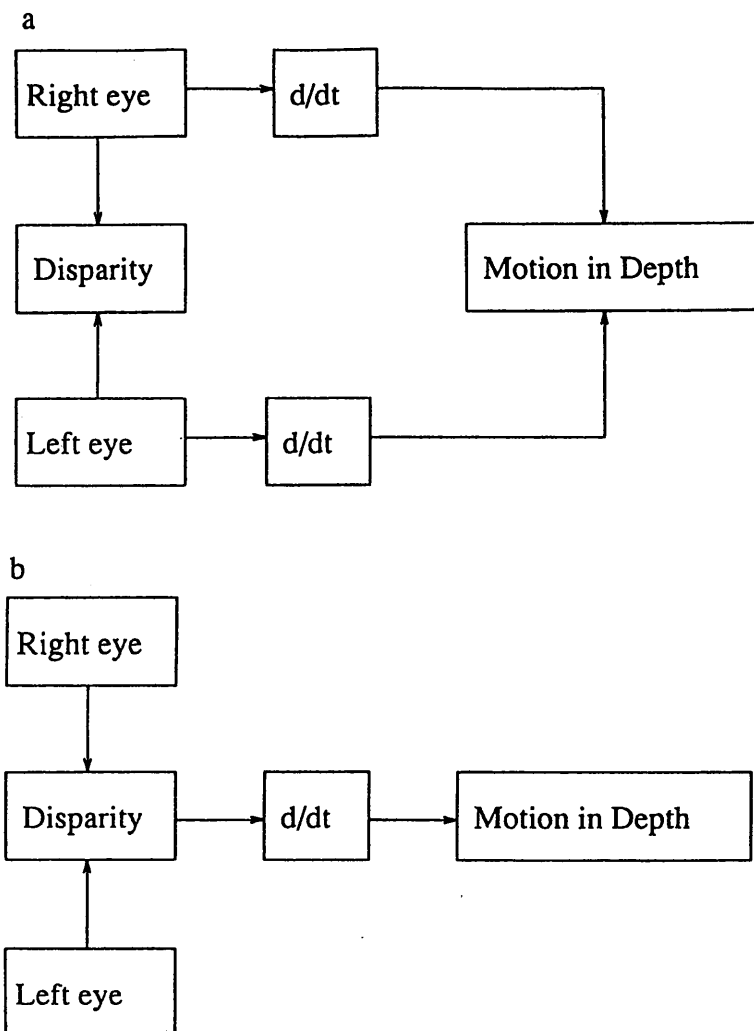 a
Right eye
d/dt
Disparity
Motion in Depth
Left eye
d/dt
b
Right eye
Disparity
d/dt
Motion in Depth
Left eye